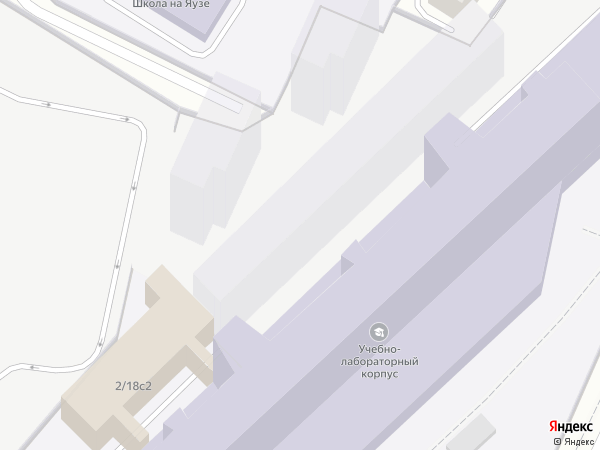 Школа на Яузе
Учебно-
лабораторный
корпус
2/18с2
Яндекс
© Яндекс